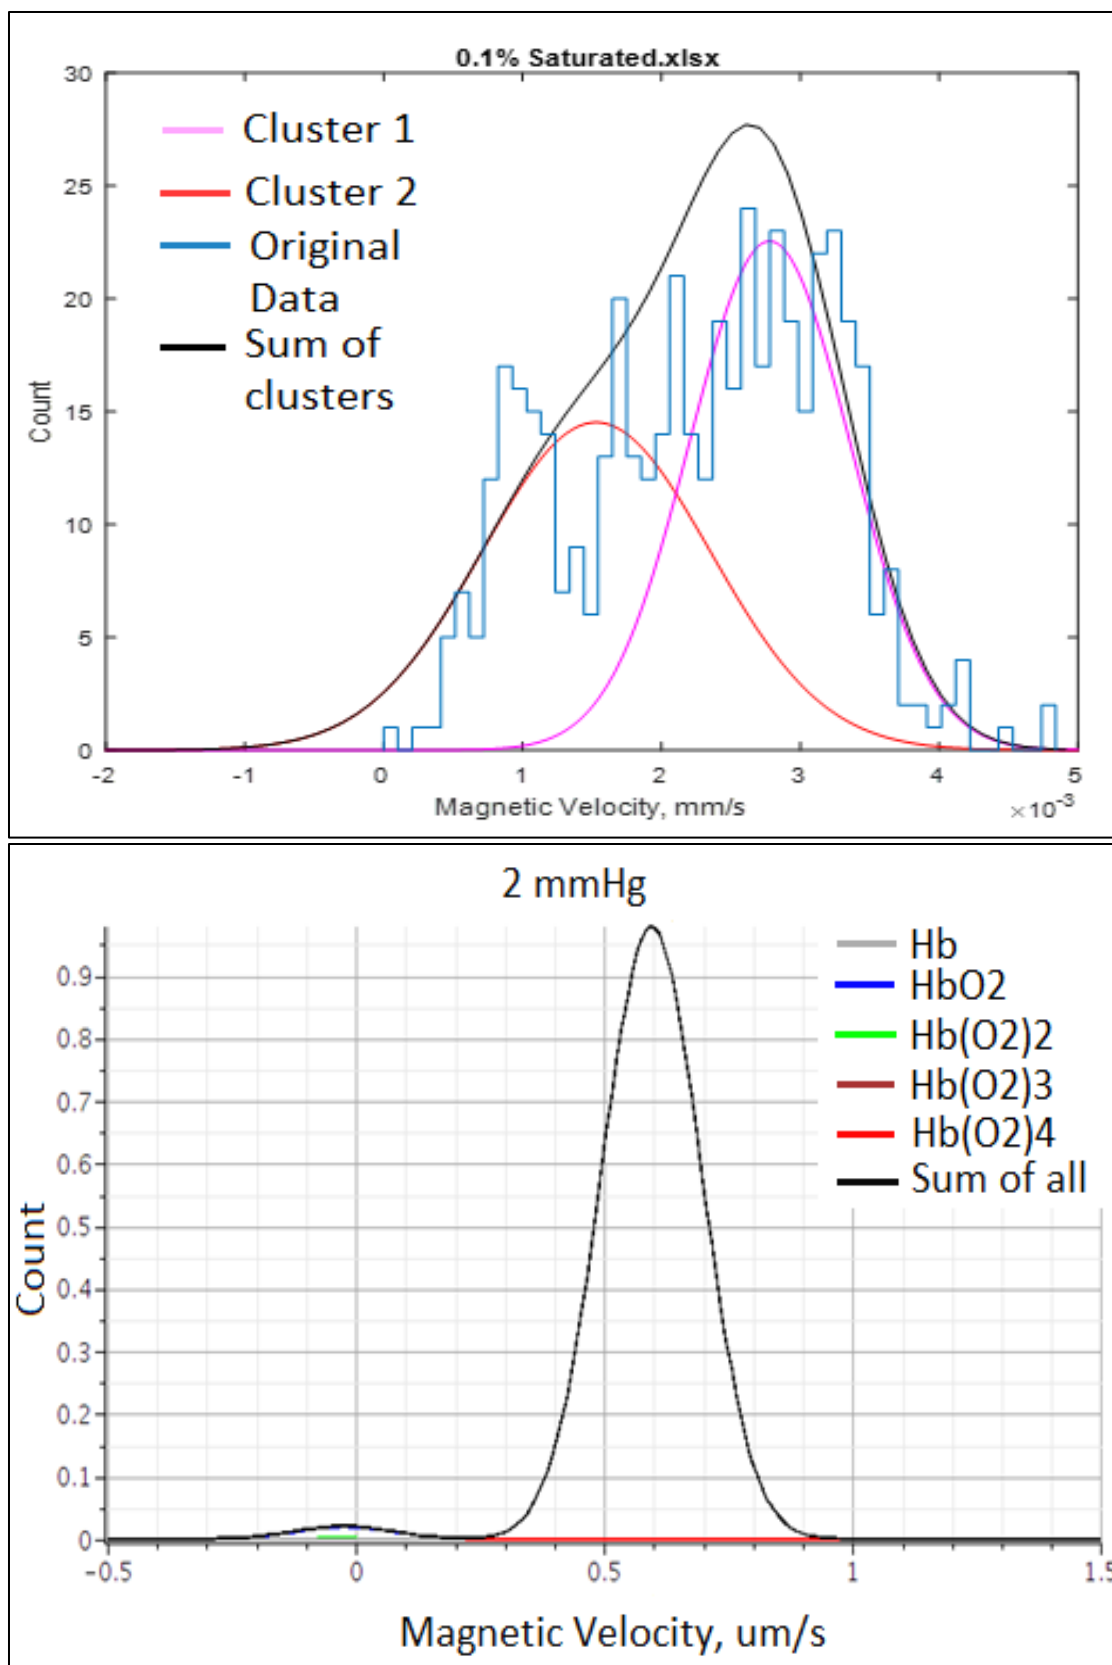 0.1% Saturated.xlsx
30
25
20
15
10
5
0
Count
Cluster 1
Cluster 2
Original
Data
Sum of
clusters
-2 -1 0 1 2 3 4 5
Magnetic Velocity, mm/s
×10-3
2 mmHg
Hb
HbO2
Hb(O2)2
Hb(O2)3
Hb(O2)4
Sum of all
0.9
0.8
0.7
0.6
0.5
0.4
0.3
0.2
0.1
0
Count
-0.5 0 0.5 1 1.5
Magnetic Velocity, um/s